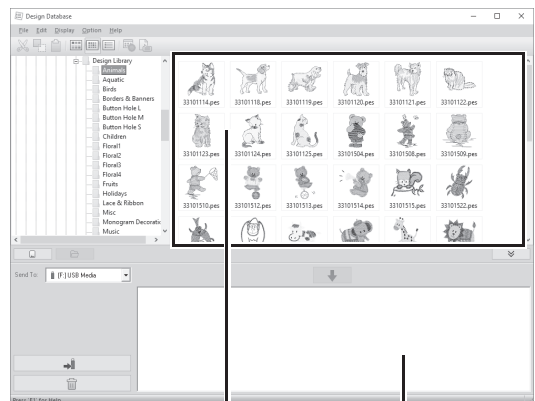 Design Database
File Edit Display Option Help
Design Library
Animals
Aquatic
Birds
Borders & Banners
Button Hole L
Button Hole M
Button Hole S
Children
Floral1
Floral2
Floral3
Floral4
Fruits
Holidays
Lace & Ribbon
Misc
Monogram Decoratio
Music
33101114.pes 33101118.pes 33101119.pes 33101120.pes 33101121.pes 33101122.pes
33101123.pes 33101124.pes 33101125.pes 33101504.pes 33101508.pes 33101509.pes
33101510.pes 33101512.pes 33101513.pes 33101514.pes 33101515.pes 33102522.pes
Send To: [F:] USB Media
Press 'F1' for Help